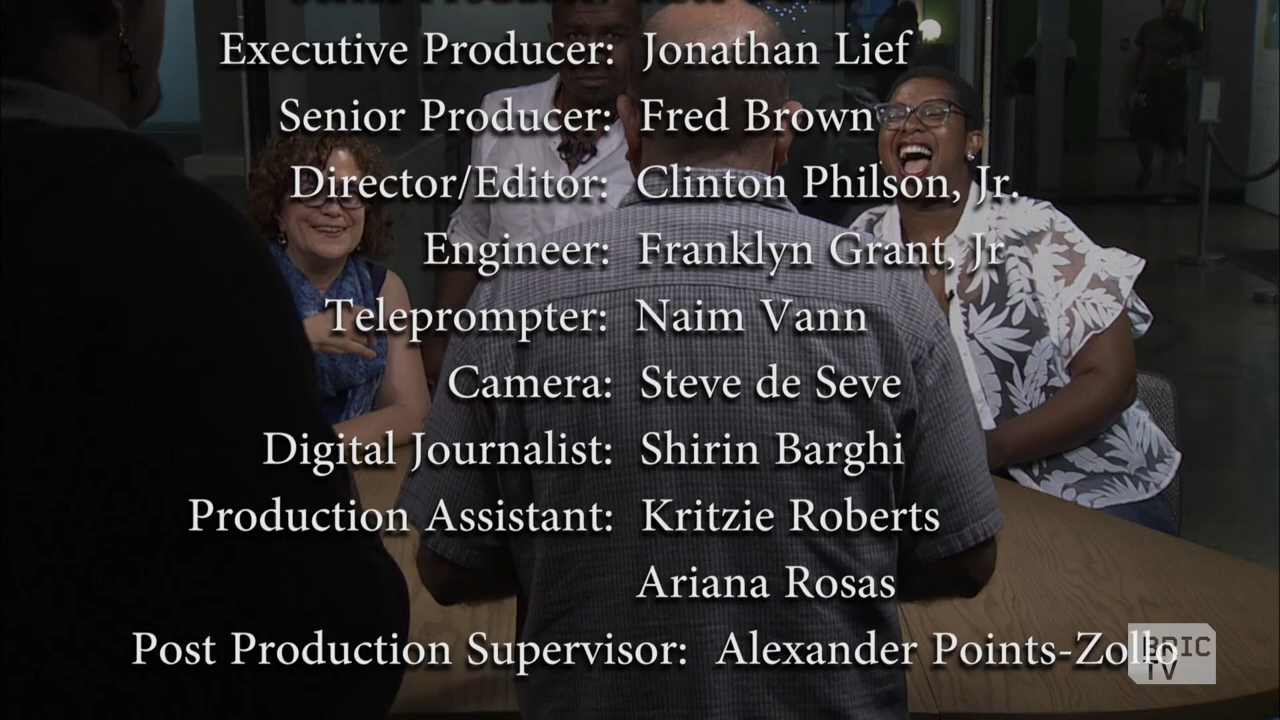 Executive Producer: Jonathan Lief
Senior Producer: Fred Brown
Director/Editor: Clinton Philson, Jr.
Engineer: Franklyn Grant, Jr
Teleprompter: Naim Vann
Camera: Steve de Seve
Digital Journalist: Shirin Barghi
Production Assistant: Kritzie Roberts
Ariana Rosas
Post Production Supervisor: Alexander Points-Zollo
BRIC
TV